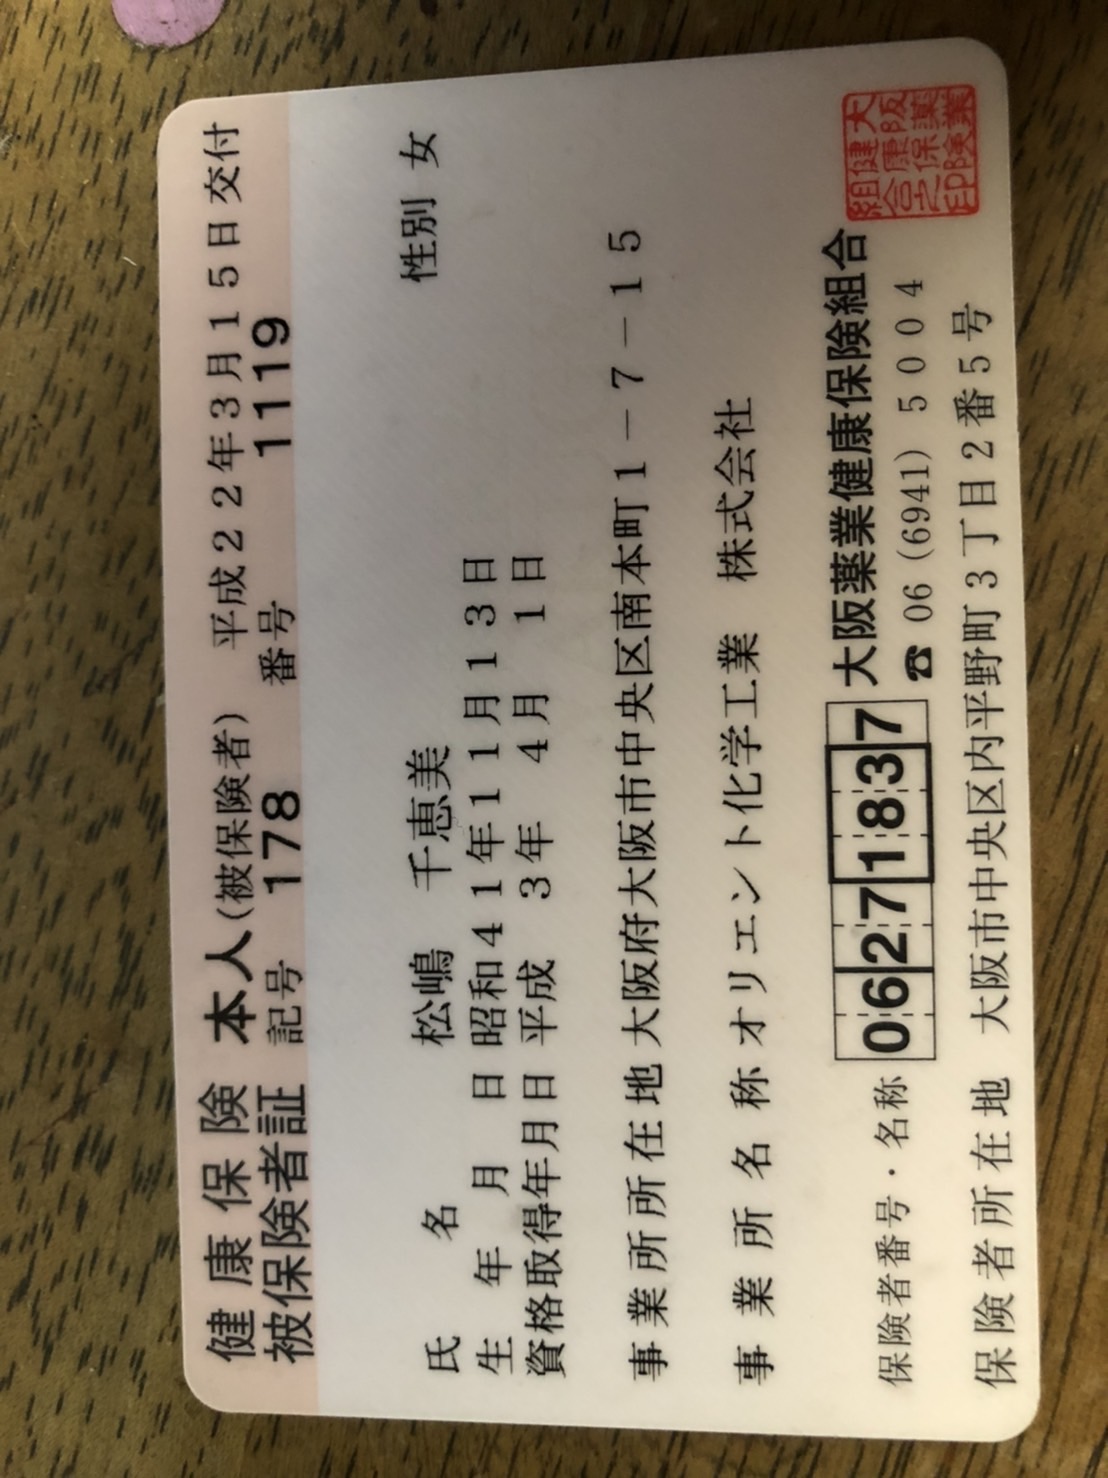 健康保険 本人(被保険者) 平成22年3月15日交付
被保険者証 記号 178 番号 1119
氏名 松嶋 千恵美 性別 女
生年月日 昭和41年11月13日
資格取得年月日 平成 3年 4月 1日
事業所所在地 大阪府大阪市中央区南本町1-7-15
事業所名称 オリエント化学工業 株式会社
保険者番号・名称 06271837 大阪薬業健康保険組合
☎ 06(6941)5004
保険者所在地 大阪市中央区内平野町3丁目2番5号
大阪薬業
健康保険
組合之印